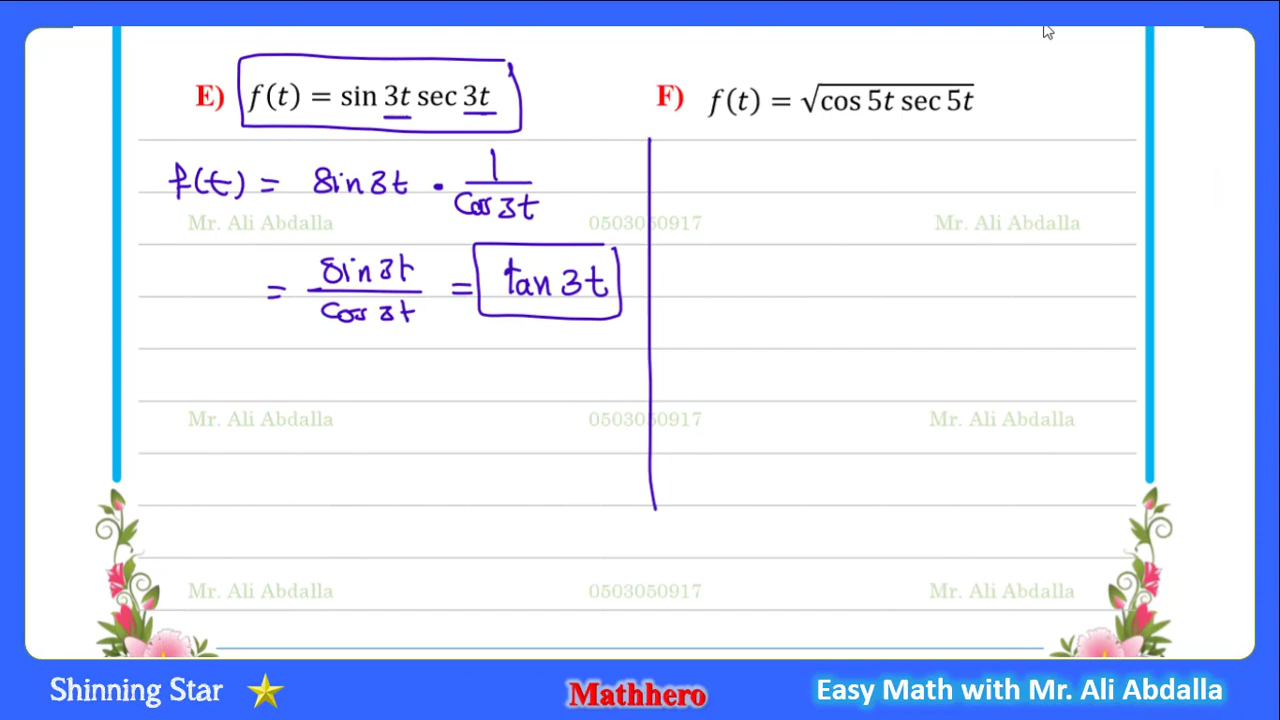 E) f(t) = sin 3t sec 3t
f(t) = sin 3t · 1/cos 3t
= sin 3t/cos 3t = tan 3t
F) f(t) = √(cos 5t sec 5t)
Mr. Ali Abdalla 0503050917 Mr. Ali Abdalla
Mr. Ali Abdalla 0503050917 Mr. Ali Abdalla
Mr. Ali Abdalla 0503050917 Mr. Ali Abdalla
Shinning Star Mathhero Easy Math with Mr. Ali Abdalla